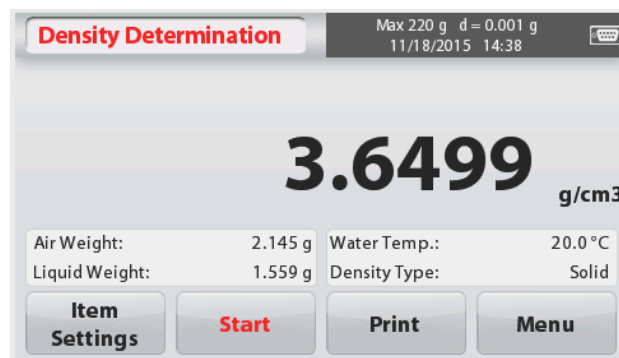 Density Determination
Max 220 g d = 0.001 g
11/18/2015 14:38
3.6499
g/cm3
Air Weight: 2.145 g Water Temp.: 20.0 °C
Liquid Weight: 1.559 g Density Type: Solid
Item Settings
Start
Print
Menu